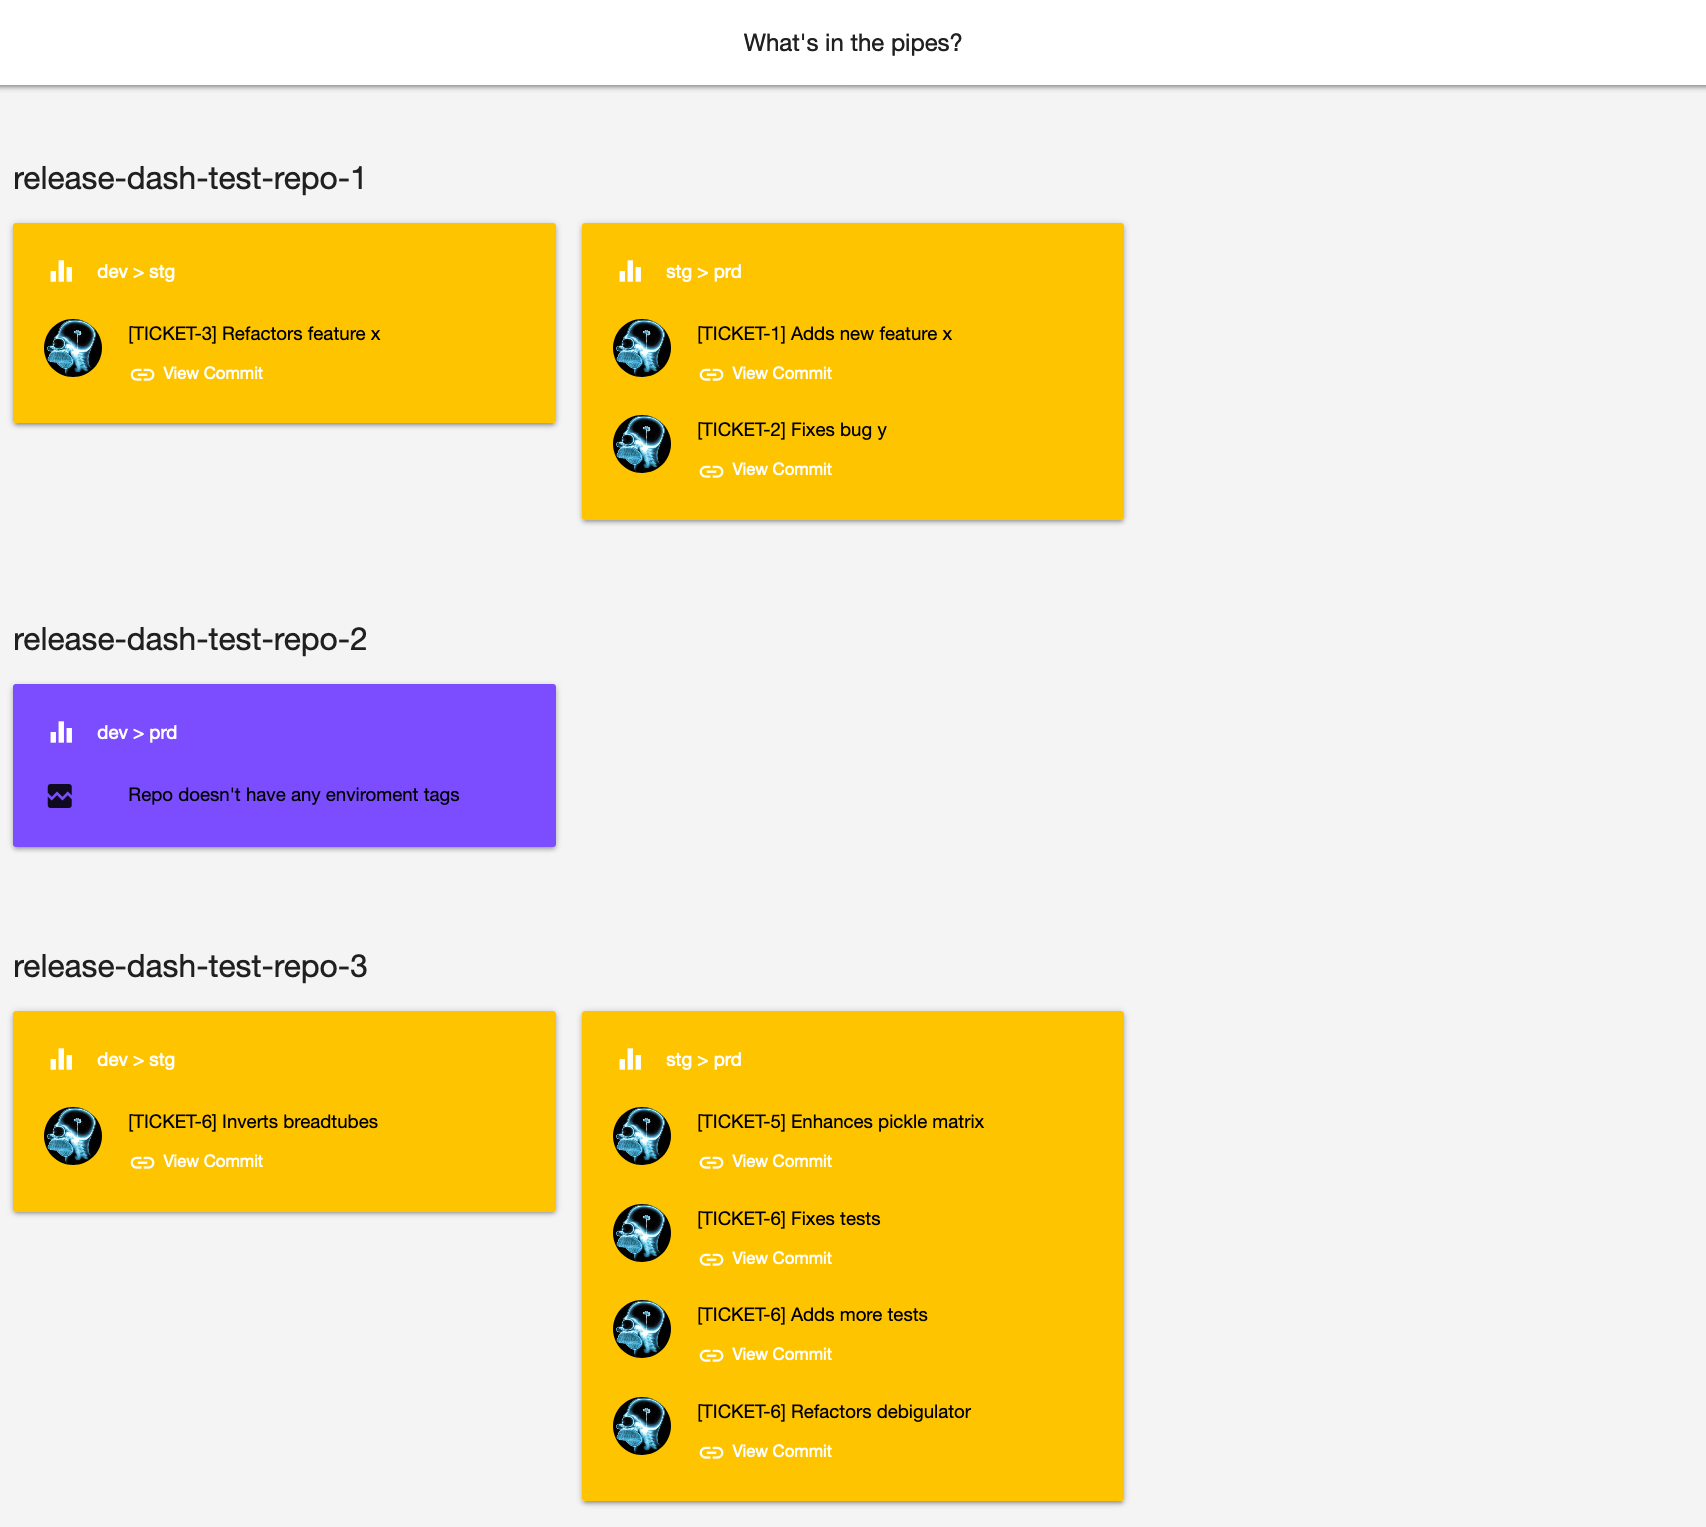 What's in the pipes?
release-dash-test-repo-1
dev > stg
[TICKET-3] Refactors feature x
View Commit
stg > prd
[TICKET-1] Adds new feature x
View Commit
[TICKET-2] Fixes bug y
View Commit
release-dash-test-repo-2
dev > prd
Repo doesn't have any enviroment tags
release-dash-test-repo-3
dev > stg
[TICKET-6] Inverts breadtubes
View Commit
stg > prd
[TICKET-5] Enhances pickle matrix
View Commit
[TICKET-6] Fixes tests
View Commit
[TICKET-6] Adds more tests
View Commit
[TICKET-6] Refactors debigulator
View Commit